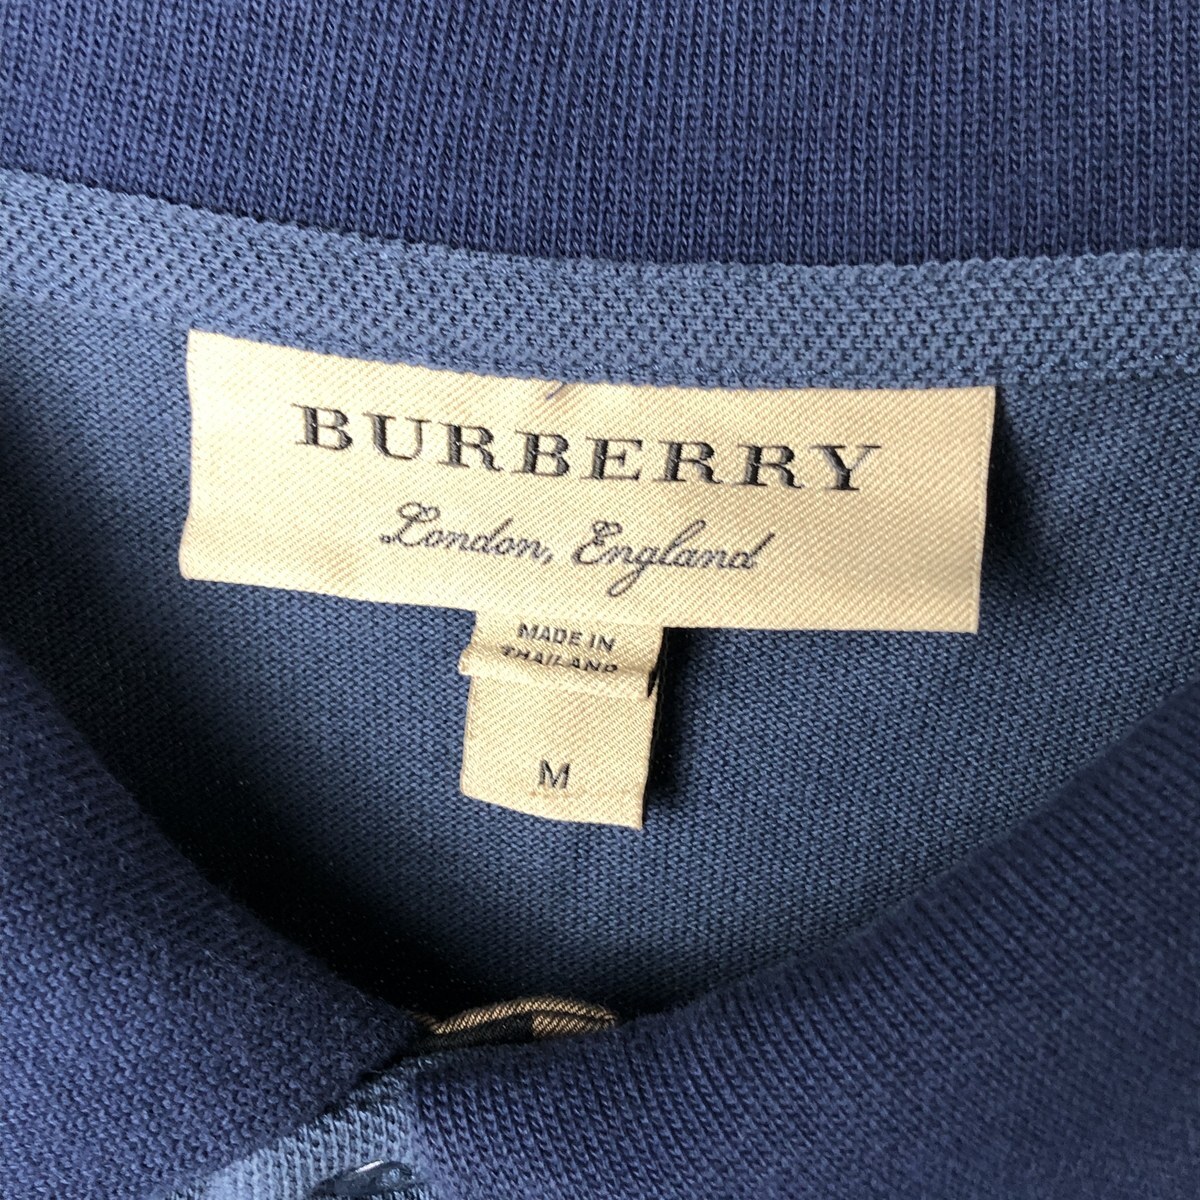 BURBERRY
London, England
MADE IN
THAILAND
M